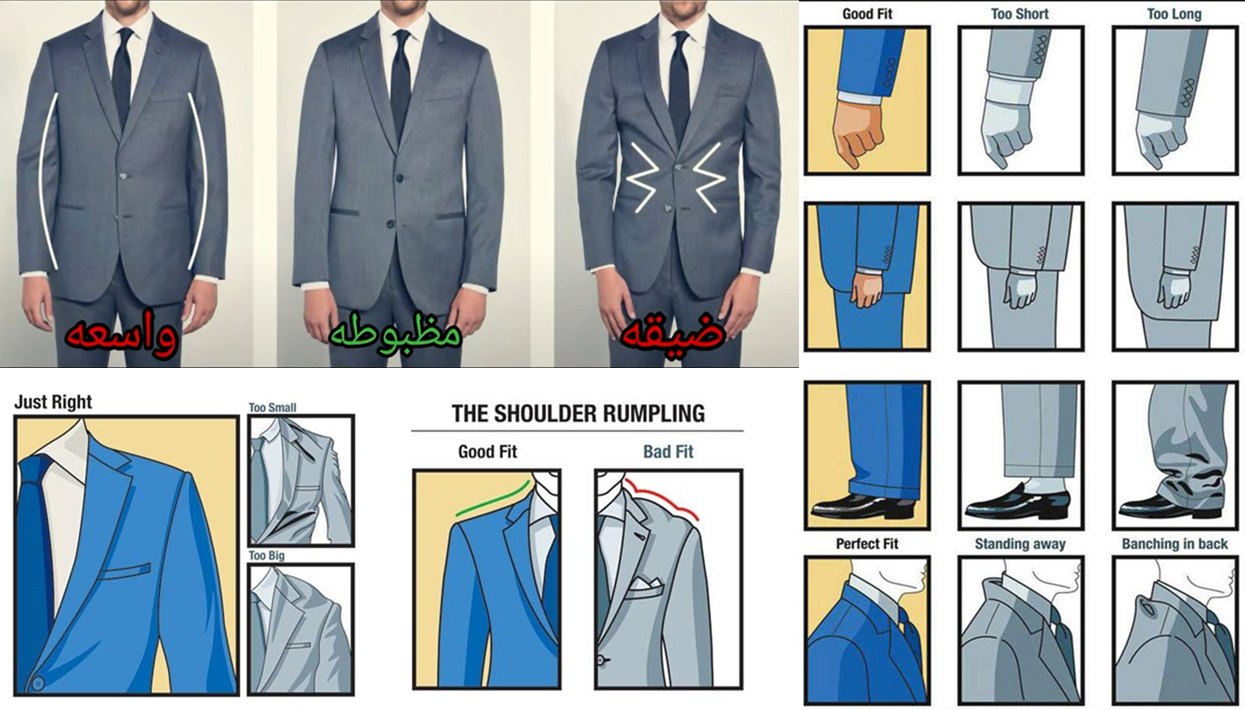 واسعه
مظبوطه
ضيقه
Good Fit
Too Short
Too Long
Just Right
Too Small
Too Big
THE SHOULDER RUMPLING
Good Fit
Bad Fit
Perfect Fit
Standing away
Banching in back